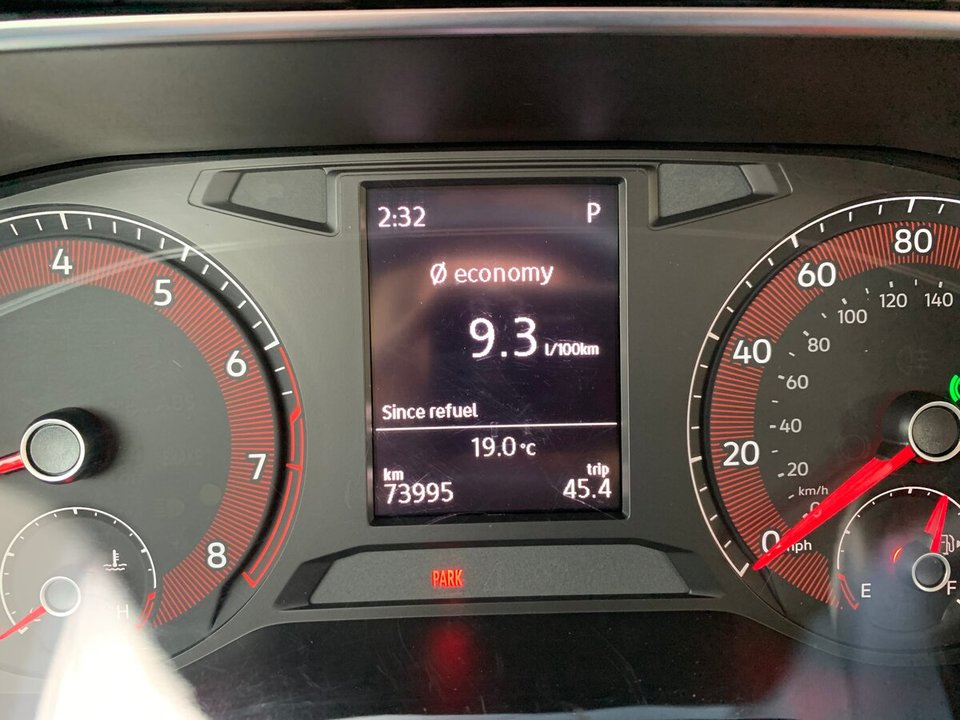 2:32 P
Ø economy
9.3 l/100km
Since refuel
19.0 °C
km trip
73995 45.4
PARK
4
5
6
7
8
H
80
60
40
20
0 mph
140
120
100
80
60
40
20
km/h
0
E F